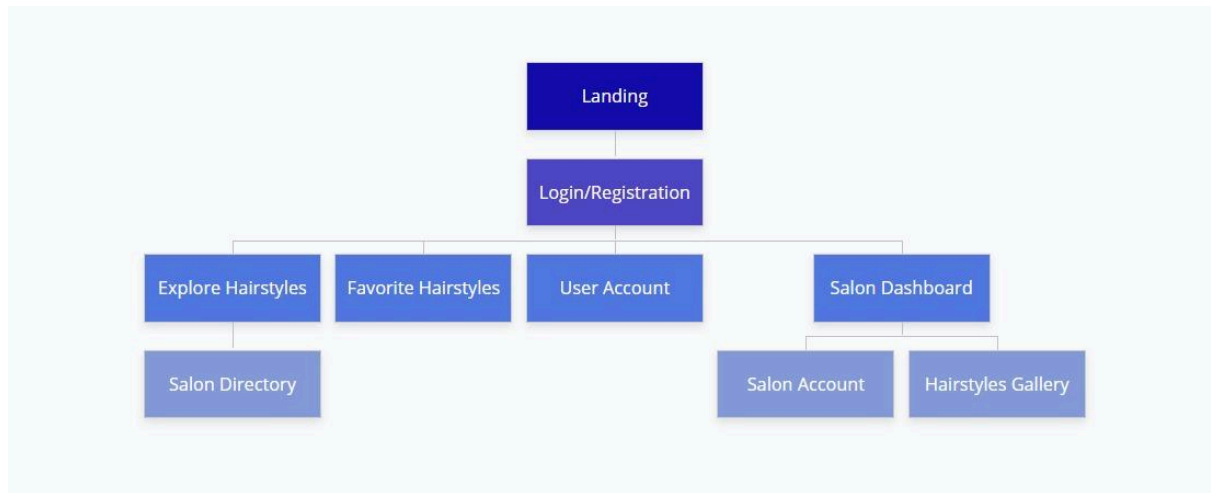 Landing
Login/Registration
Explore Hairstyles
Favorite Hairstyles
User Account
Salon Dashboard
Salon Directory
Salon Account
Hairstyles Gallery